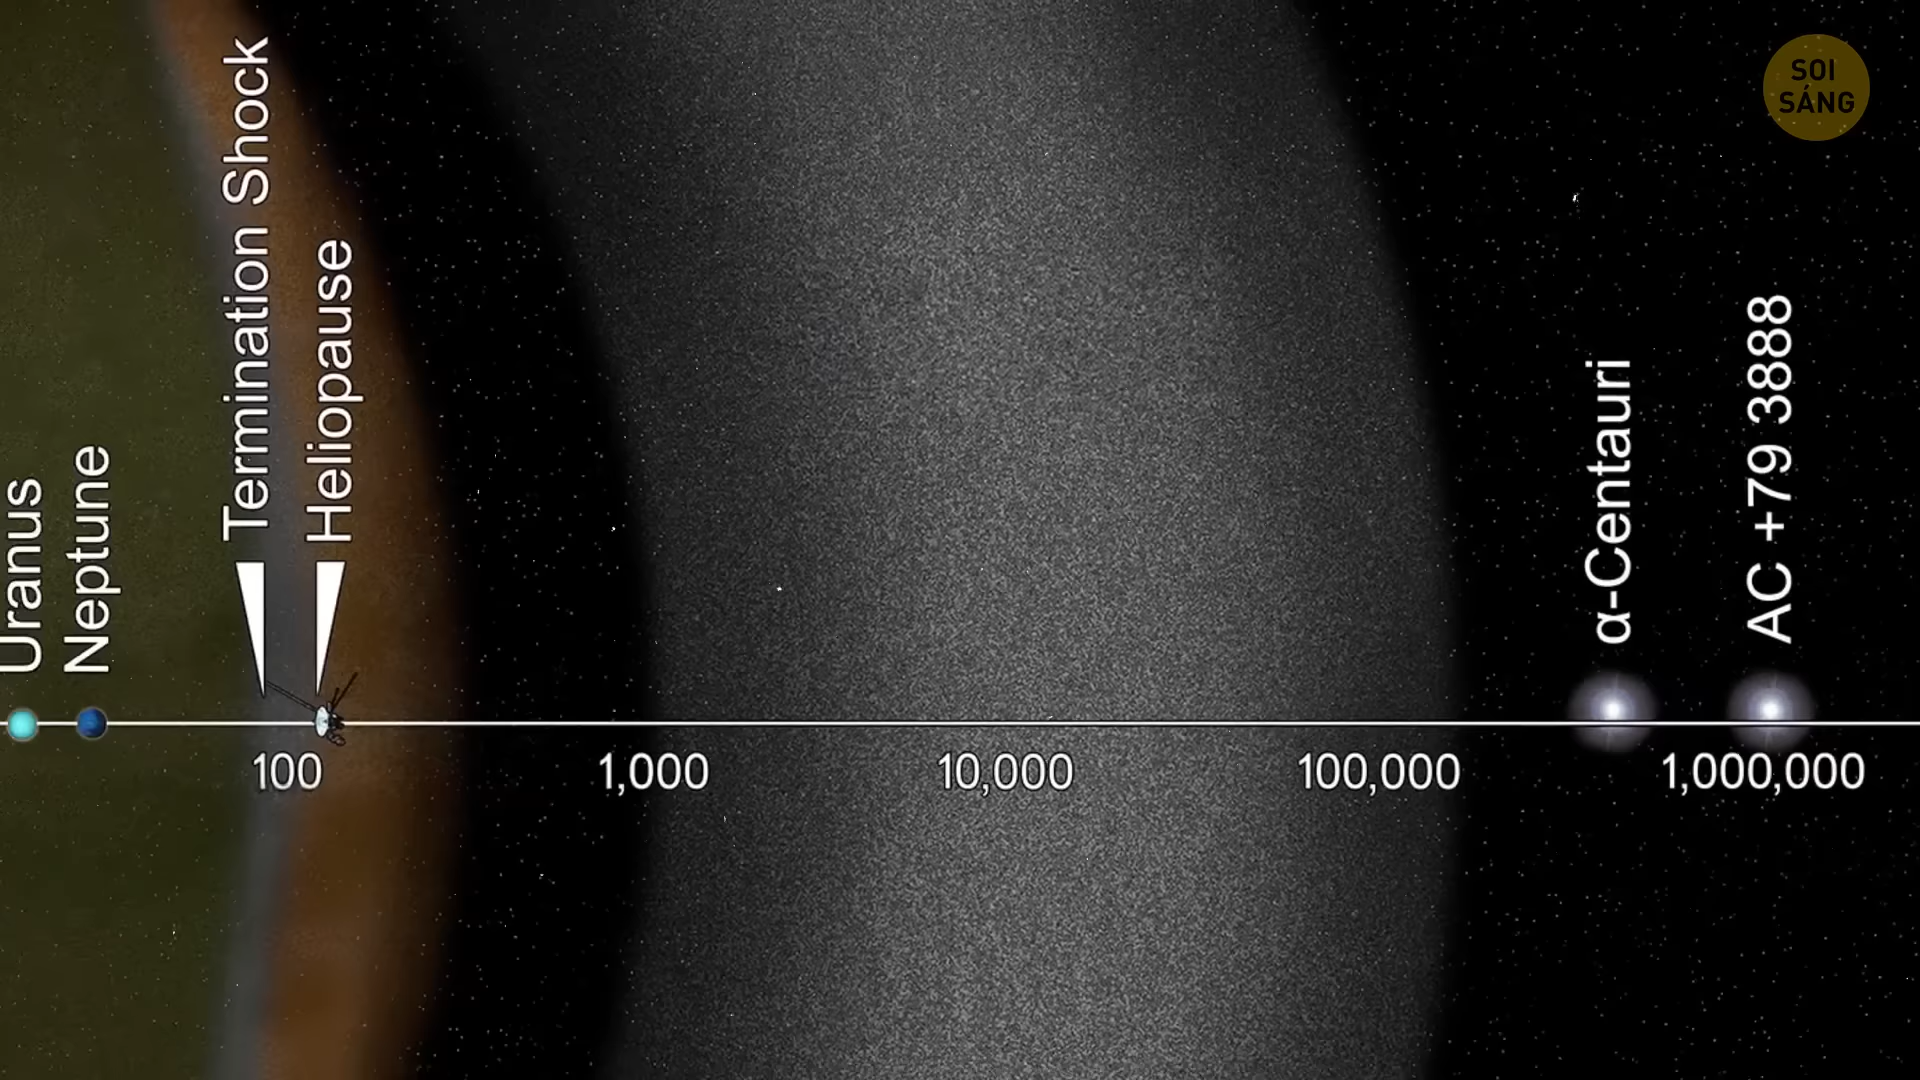 SOI
SÁNG
Uranus
Neptune
Termination Shock
Heliopause
α-Centauri
AC +79 3888
100
1,000
10,000
100,000
1,000,000